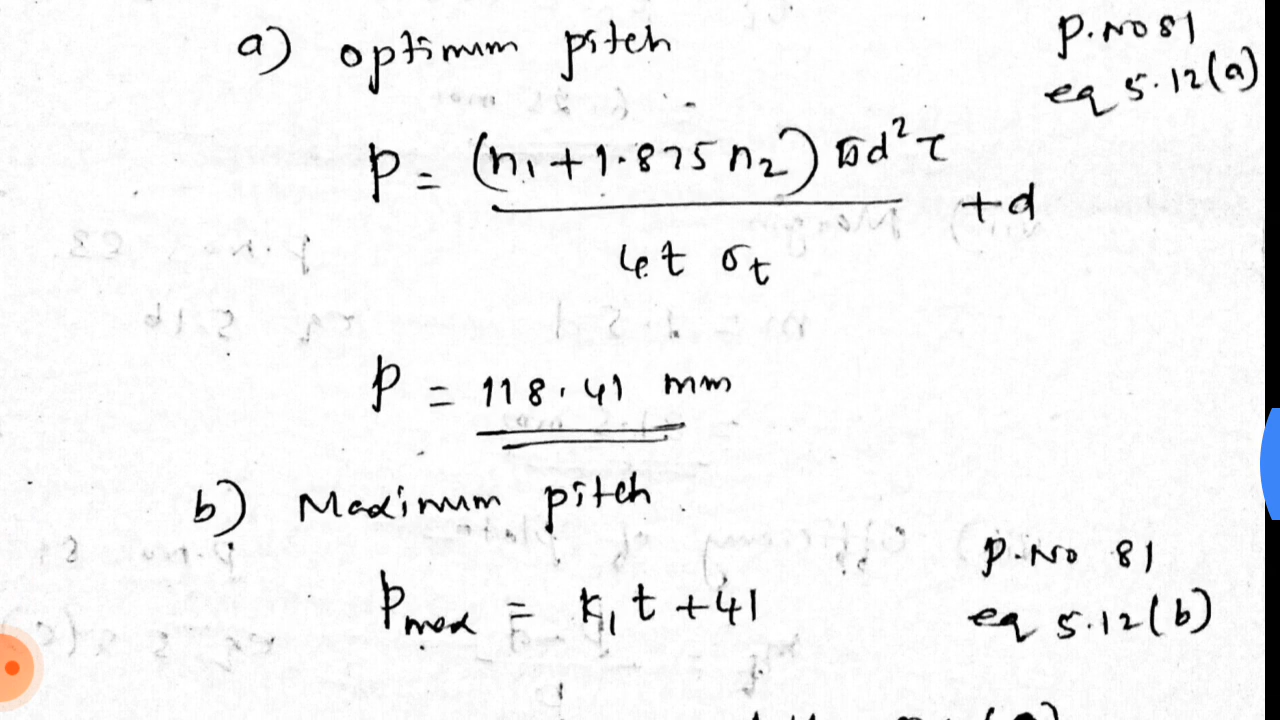 a) optimum pitch
P.No 81
eq 5.12(a)
p = (n₁ + 1.875 n₂) πd²τ
+ d
4t σt
p = 118.41 mm
b) Maximum pitch.
P.No 81
Pmax = K₁ t + 41
eq 5.12(b)